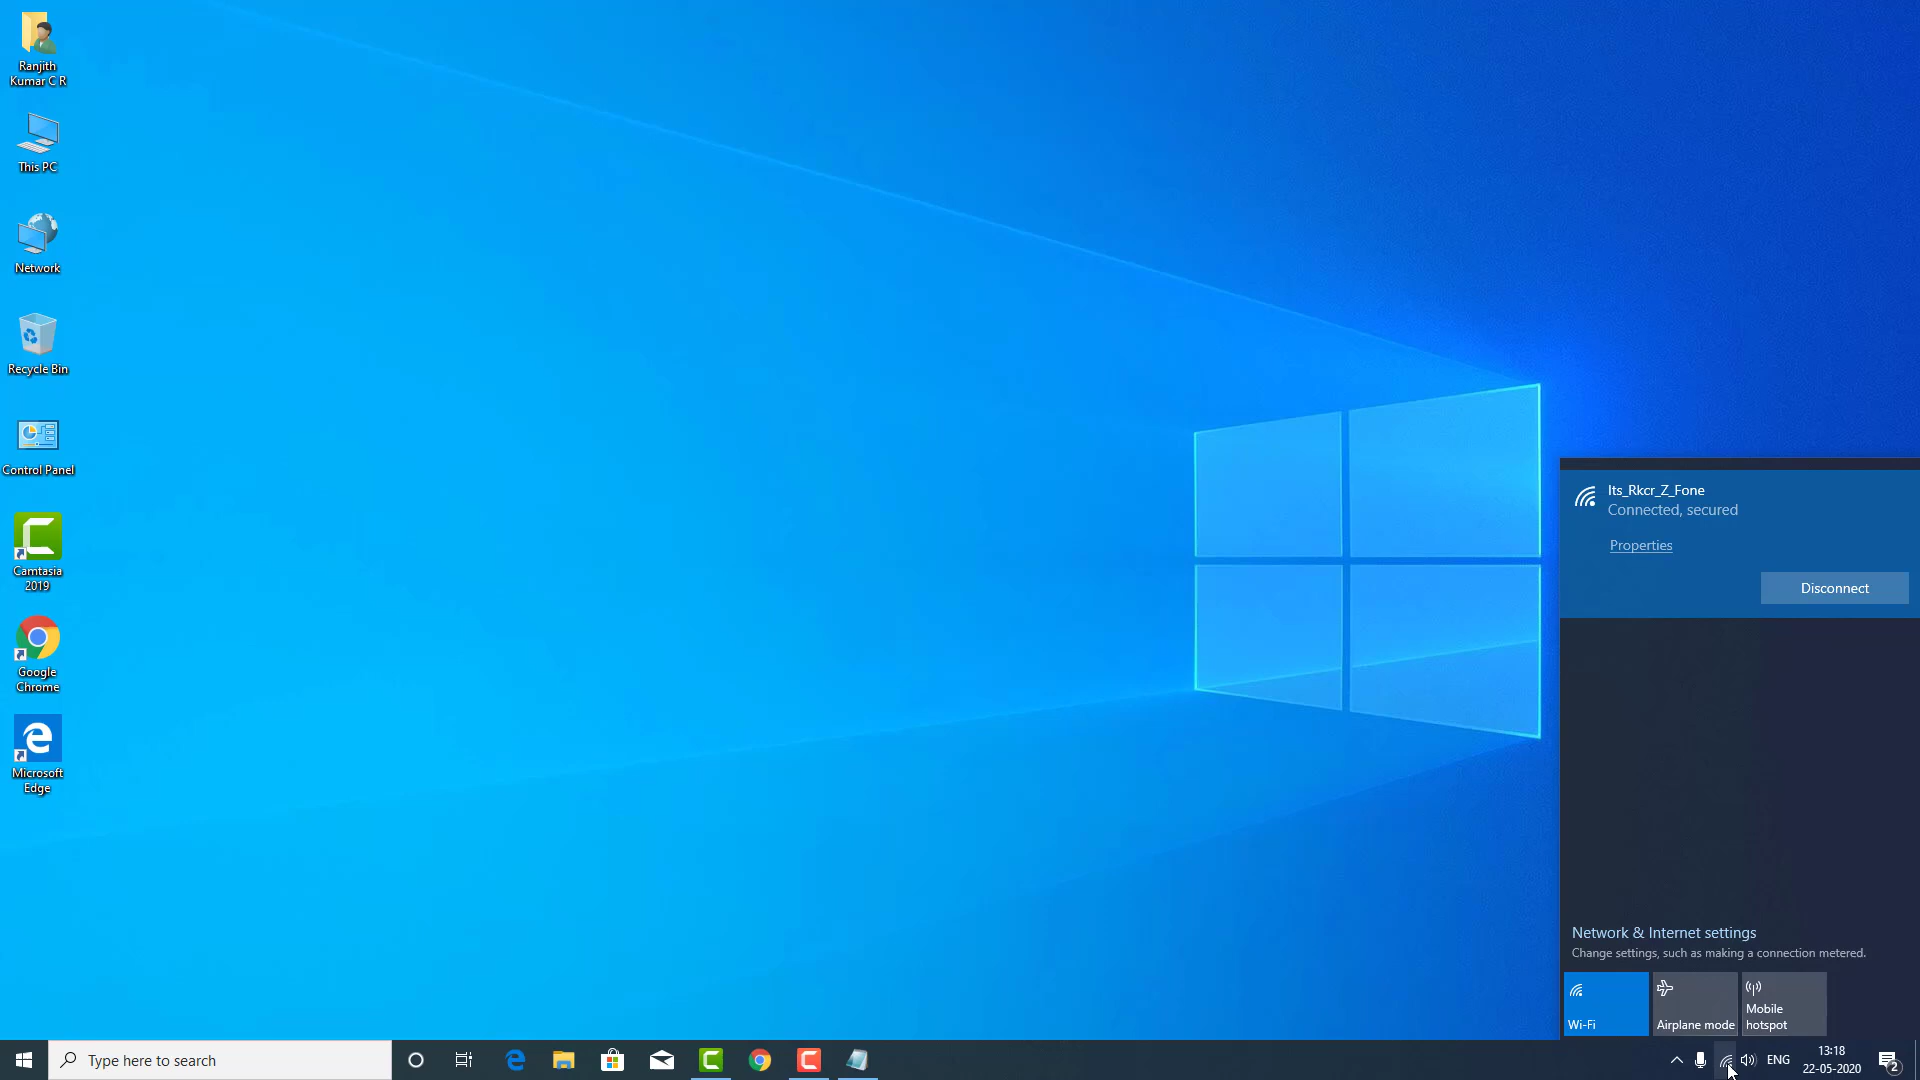 Ranjith
Kumar C R
This PC
Network
Recycle Bin
Control Panel
Camtasia
2019
Google
Chrome
Microsoft
Edge
Its_Rkcr_Z_Fone
Connected, secured
Properties
Disconnect
Network & Internet settings
Change settings, such as making a connection metered.
Wi-Fi
Airplane mode
Mobile
hotspot
Type here to search
ENG
13:18
22-05-2020
2